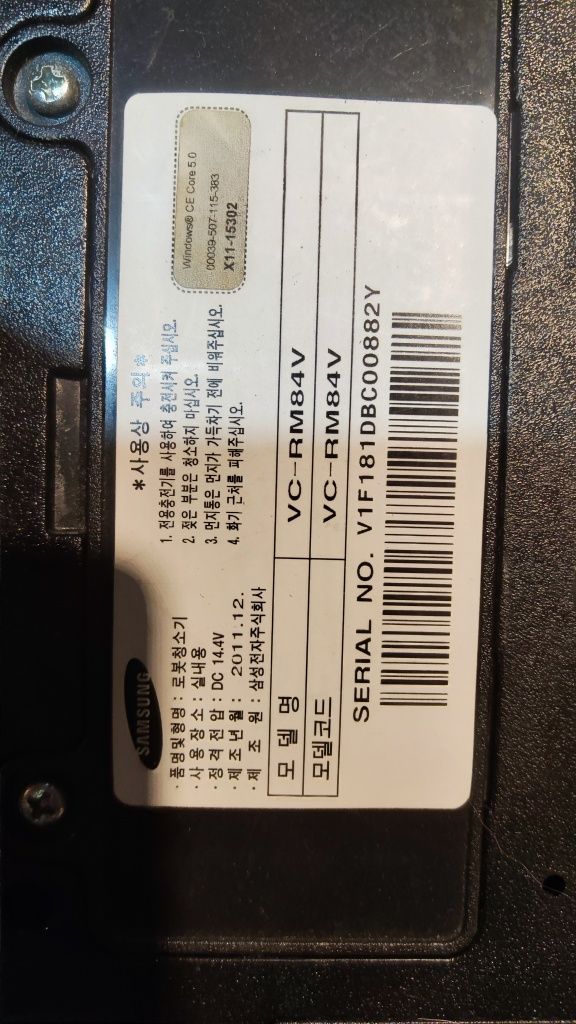 SAMSUNG
· 품명및형명 : 로봇청소기
· 사용장소 : 실내용
· 정격 전압 : DC 14.4V
· 제조년월 : 2011.12.
· 제 조 원 : 삼성전자주식회사
*사용상 주의*
1. 전용충전기를 사용하여 충전시켜 주십시오.
2. 젖은 부분은 청소하지 마십시오.
3. 먼지통은 먼지가 가득차기 전에 비워주십시오.
4. 화기 근처를 피해주십시오.
Windows® CE Core 5.0
00039-507-115-383
X11-15302
모 델 명 VC-RM84V
모델코드 VC-RM84V
SERIAL NO. V1F181DBC00882Y